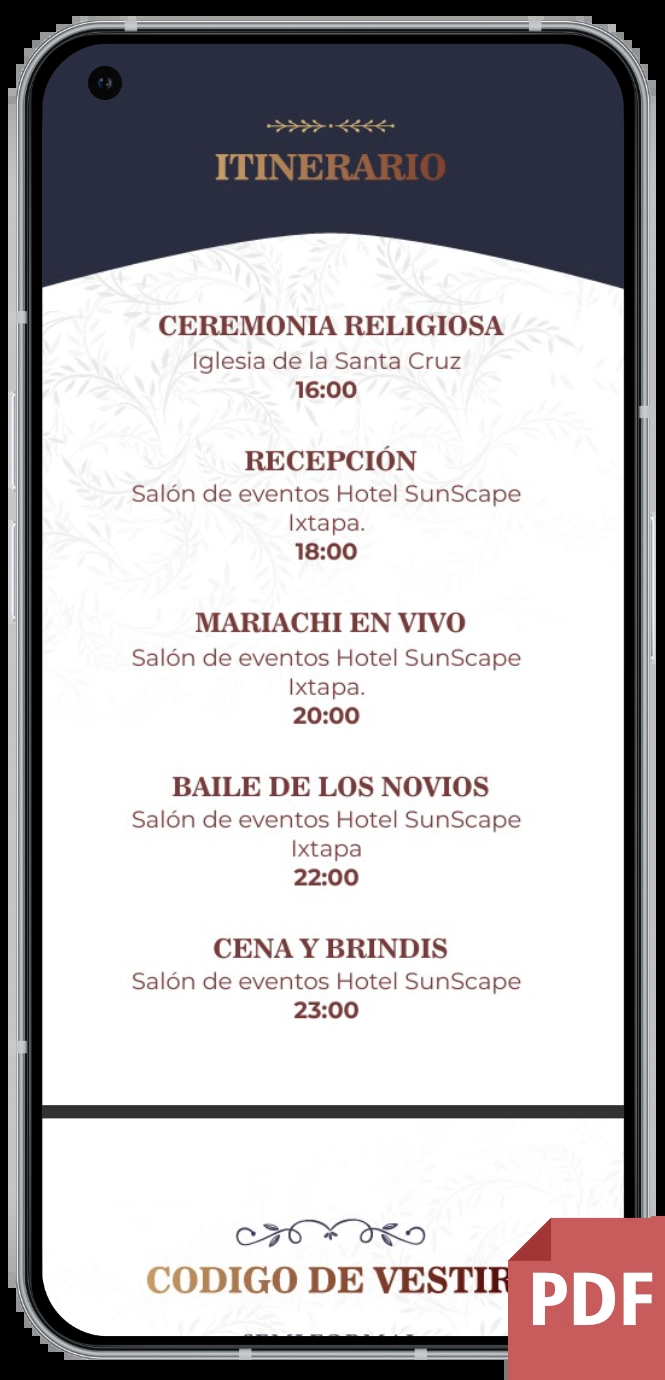 ITINERARIO
CEREMONIA RELIGIOSA
Iglesia de la Santa Cruz
16:00
RECEPCIÓN
Salón de eventos Hotel SunScape
Ixtapa.
18:00
MARIACHI EN VIVO
Salón de eventos Hotel SunScape
Ixtapa.
20:00
BAILE DE LOS NOVIOS
Salón de eventos Hotel SunScape
Ixtapa
22:00
CENA Y BRINDIS
Salón de eventos Hotel SunScape
23:00
CODIGO DE VESTIR
PDF